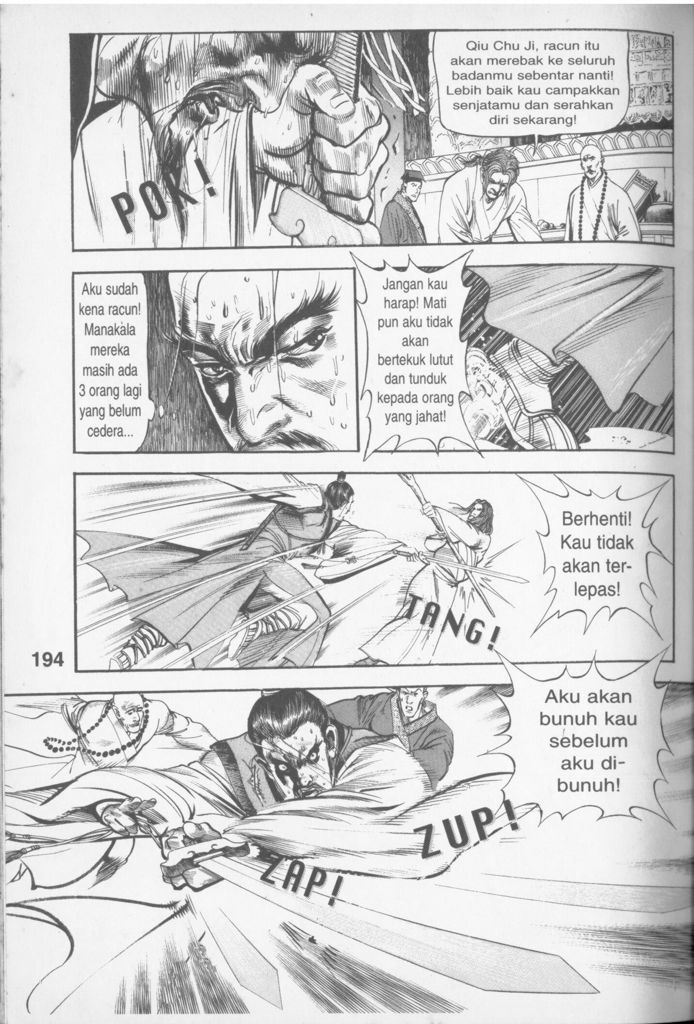 Qiu Chu Ji, racun itu
akan merebak ke seluruh
badanmu sebentar nanti!
Lebih baik kau campakkan
senjatamu dan serahkan
diri sekarang!
POK!
Aku sudah
kena racun!
Manakala
mereka
masih ada
3 orang lagi
yang belum
cedera...
Jangan kau
harap! Mati
pun aku tidak
akan
bertekuk lutut
dan tunduk
kepada orang
yang jahat!
Berhenti!
Kau tidak
akan ter-
lepas!
TANG!
194
Aku akan
bunuh kau
sebelum
aku di-
bunuh!
ZUP!
ZAP!